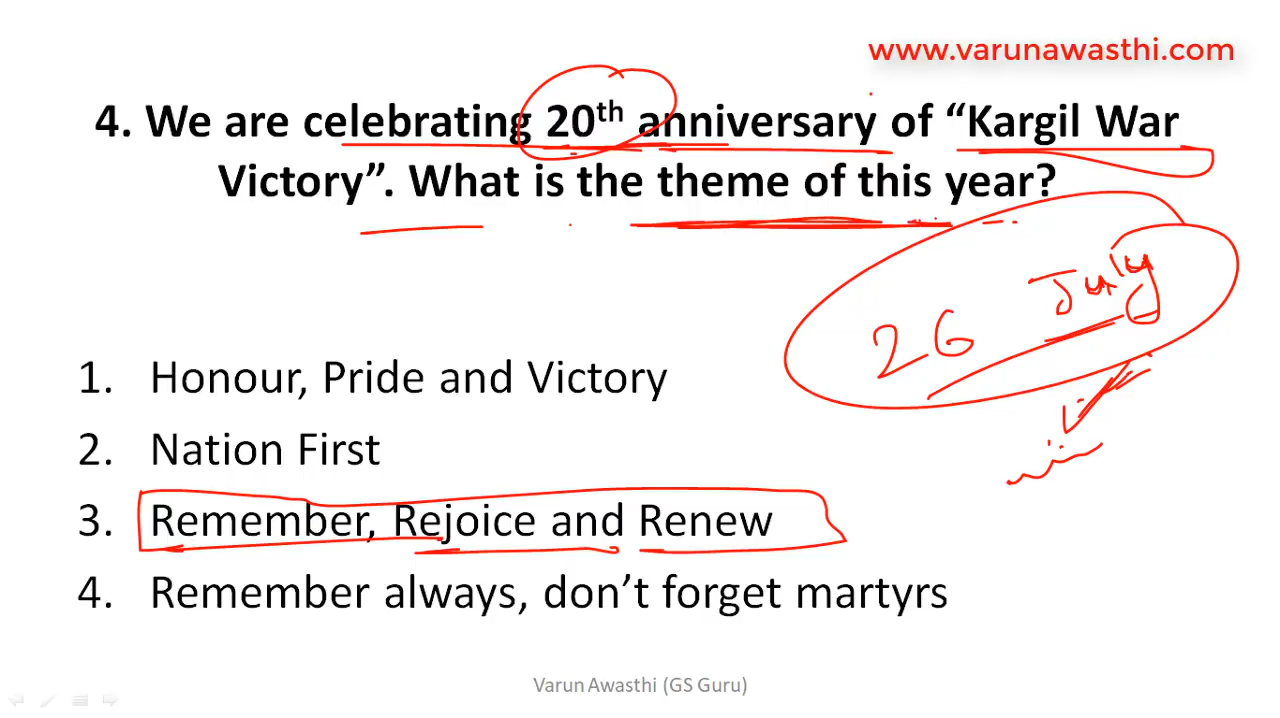 www.varunawasthi.com
4. We are celebrating 20th anniversary of “Kargil War
Victory”. What is the theme of this year?
26 July
1. Honour, Pride and Victory
2. Nation First
3. Remember, Rejoice and Renew
4. Remember always, don’t forget martyrs
Varun Awasthi (GS Guru)